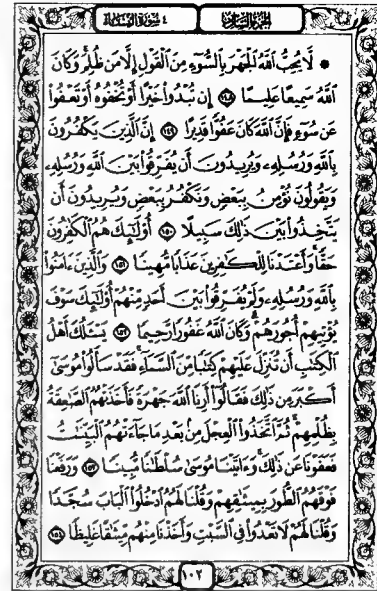 الجزء السادس
٤ سورة النساء
۞ لَّا يُحِبُّ ٱللَّهُ ٱلْجَهْرَ بِٱلسُّوٓءِ مِنَ ٱلْقَوْلِ إِلَّا مَن ظُلِمَ وَكَانَ
ٱللَّهُ سَمِيعًا عَلِيمًا ١٤٨ إِن تُبْدُوا۟ خَيْرًا أَوْ تُخْفُوهُ أَوْ تَعْفُوا۟
عَن سُوٓءٍ فَإِنَّ ٱللَّهَ كَانَ عَفُوًّا قَدِيرًا ١٤٩ إِنَّ ٱلَّذِينَ يَكْفُرُونَ
بِٱللَّهِ وَرُسُلِهِۦ وَيُرِيدُونَ أَن يُفَرِّقُوا۟ بَيْنَ ٱللَّهِ وَرُسُلِهِۦ
وَيَقُولُونَ نُؤْمِنُ بِبَعْضٍ وَنَكْفُرُ بِبَعْضٍ وَيُرِيدُونَ أَن
يَتَّخِذُوا۟ بَيْنَ ذَٰلِكَ سَبِيلًا ١٥٠ أُو۟لَـٰٓئِكَ هُمُ ٱلْكَـٰفِرُونَ
حَقًّا وَأَعْتَدْنَا لِلْكَـٰفِرِينَ عَذَابًا مُّهِينًا ١٥١ وَٱلَّذِينَ ءَامَنُوا۟
بِٱللَّهِ وَرُسُلِهِۦ وَلَمْ يُفَرِّقُوا۟ بَيْنَ أَحَدٍ مِّنْهُمْ أُو۟لَـٰٓئِكَ سَوْفَ
يُؤْتِيهِمْ أُجُورَهُمْ وَكَانَ ٱللَّهُ غَفُورًا رَّحِيمًا ١٥٢ يَسْـَٔلُكَ أَهْلُ
ٱلْكِتَـٰبِ أَن تُنَزِّلَ عَلَيْهِمْ كِتَـٰبًا مِّنَ ٱلسَّمَآءِ فَقَدْ سَأَلُوا۟ مُوسَىٰٓ
أَكْبَرَ مِن ذَٰلِكَ فَقَالُوٓا۟ أَرِنَا ٱللَّهَ جَهْرَةً فَأَخَذَتْهُمُ ٱلصَّـٰعِقَةُ
بِظُلْمِهِمْ ثُمَّ ٱتَّخَذُوا۟ ٱلْعِجْلَ مِنۢ بَعْدِ مَا جَآءَتْهُمُ ٱلْبَيِّنَـٰتُ
فَعَفَوْنَا عَن ذَٰلِكَ وَءَاتَيْنَا مُوسَىٰ سُلْطَـٰنًا مُّبِينًا ١٥٣ وَرَفَعْنَا
فَوْقَهُمُ ٱلطُّورَ بِمِيثَـٰقِهِمْ وَقُلْنَا لَهُمُ ٱدْخُلُوا۟ ٱلْبَابَ سُجَّدًا
وَقُلْنَا لَهُمْ لَا تَعْدُوا۟ فِى ٱلسَّبْتِ وَأَخَذْنَا مِنْهُم مِّيثَـٰقًا غَلِيظًا ١٥٤
١٠٢